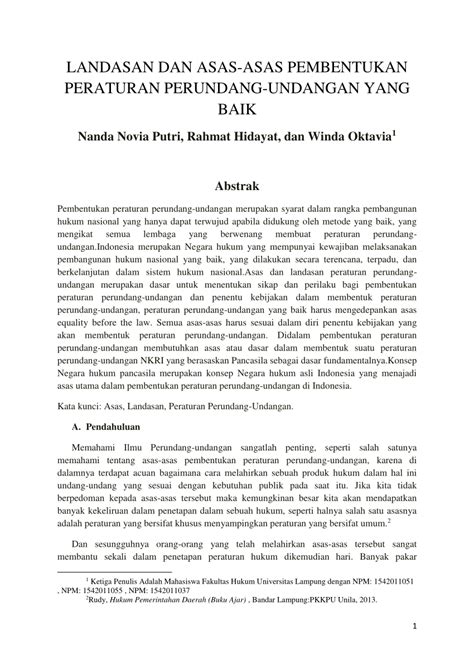 LANDASAN DAN ASAS-ASAS PEMBENTUKAN
PERATURAN PERUNDANG-UNDANGAN YANG
BAIK
Nanda Novia Putri, Rahmat Hidayat, dan Winda Oktavia1
Abstrak
Pembentukan peraturan perundang-undangan merupakan syarat dalam rangka pembangunan
hukum nasional yang hanya dapat terwujud apabila didukung oleh metode yang baik, yang
mengikat semua lembaga yang berwenang membuat peraturan perundang-
undangan.Indonesia merupakan Negara hukum yang mempunyai kewajiban melaksanakan
pembangunan hukum nasional yang baik, yang dilakukan secara terencana, terpadu, dan
berkelanjutan dalam sistem hukum nasional.Asas dan landasan peraturan perundang-
undangan merupakan dasar untuk menentukan sikap dan perilaku bagi pembentukan
peraturan perundang-undangan dan penentu kebijakan dalam membentuk peraturan
perundang-undangan, peraturan perundang-undangan yang baik harus mengedepankan asas
equality before the law. Semua asas-asas harus sesuai dalam diri penentu kebijakan yang
akan membentuk peraturan perundang-undangan. Didalam pembentukan peraturan
perundang-undangan membutuhkan asas atau dasar dalam membentuk suatu peraturan
perundang-undangan NKRI yang berasaskan Pancasila sebagai dasar fundamentalnya.Konsep
Negara hukum pancasila merupakan konsep Negara hukum asli Indonesia yang menjadi
asas utama dalam pembentukan peraturan perundang-undangan di Indonesia.
Kata kunci: Asas, Landasan, Peraturan Perundang-Undangan.
A. Pendahuluan
Memahami Ilmu Perundang-undangan sangatlah penting, seperti salah satunya
memahami tentang asas-asas pembentukan peraturan perundang-undangan, karena di
dalamnya terdapat acuan bagaimana cara melahirkan sebuah produk hukum dalam hal ini
undang-undang yang sesuai dengan kebutuhan publik pada saat itu. Jika kita tidak
berpedoman kepada asas-asas tersebut maka kemungkinan besar kita akan mendapatkan
banyak kekeliruan dalam penetapan dalam sebuah hukum, seperti halnya salah satu asasnya
adalah peraturan yang bersifat khusus menyampingkan peraturan yang bersifat umum.2
Dan sesungguhnya orang-orang yang telah melahirkan asas-asas tersebut sangat
membantu sekali dalam penetapan peraturan hukum dikemudian hari. Banyak pakar
1 Ketiga Penulis Adalah Mahasiswa Fakultas Hukum Universitas Lampung dengan NPM: 1542011051
, NPM: 1542011055 , NPM: 1542011037
2Rudy, Hukum Pemerintahan Daerah (Buku Ajar) , Bandar Lampung:PKKPU Unila, 2013.
1